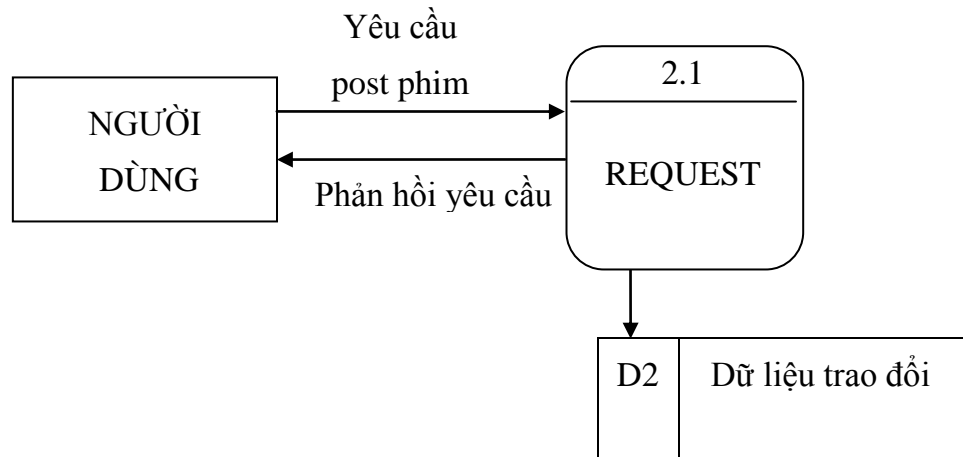 Yêu cầu
post phim
NGƯỜI
DÙNG
Phản hồi yêu cầu
2.1
REQUEST
D2
Dữ liệu trao đổi